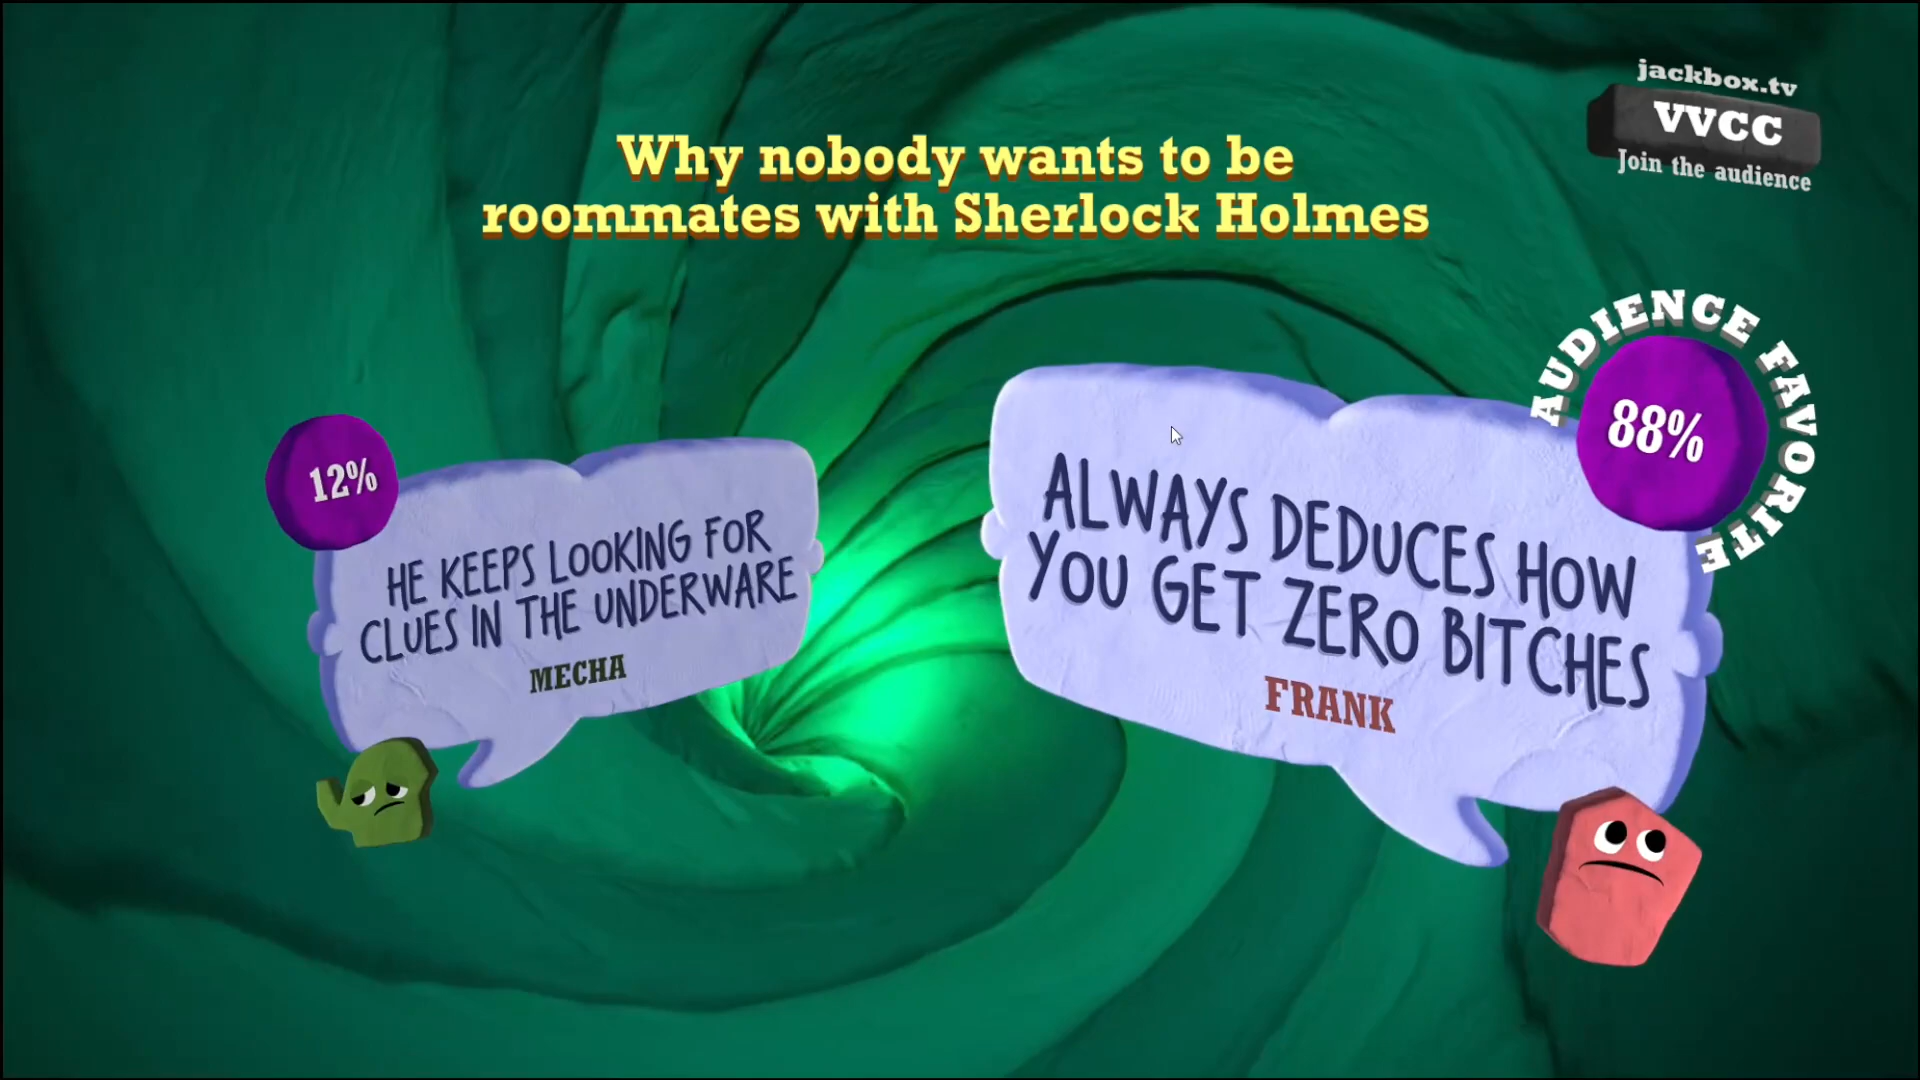 jackbox.tv
VVCC
Join the audience
Why nobody wants to be
roommates with Sherlock Holmes
12%
HE KEEPS LOOKING FOR
CLUES IN THE UNDERWARE
MECHA
AUDIENCE FAVORITE
88%
ALWAYS DEDUCES HOW
YOU GET ZERO BITCHES
FRANK